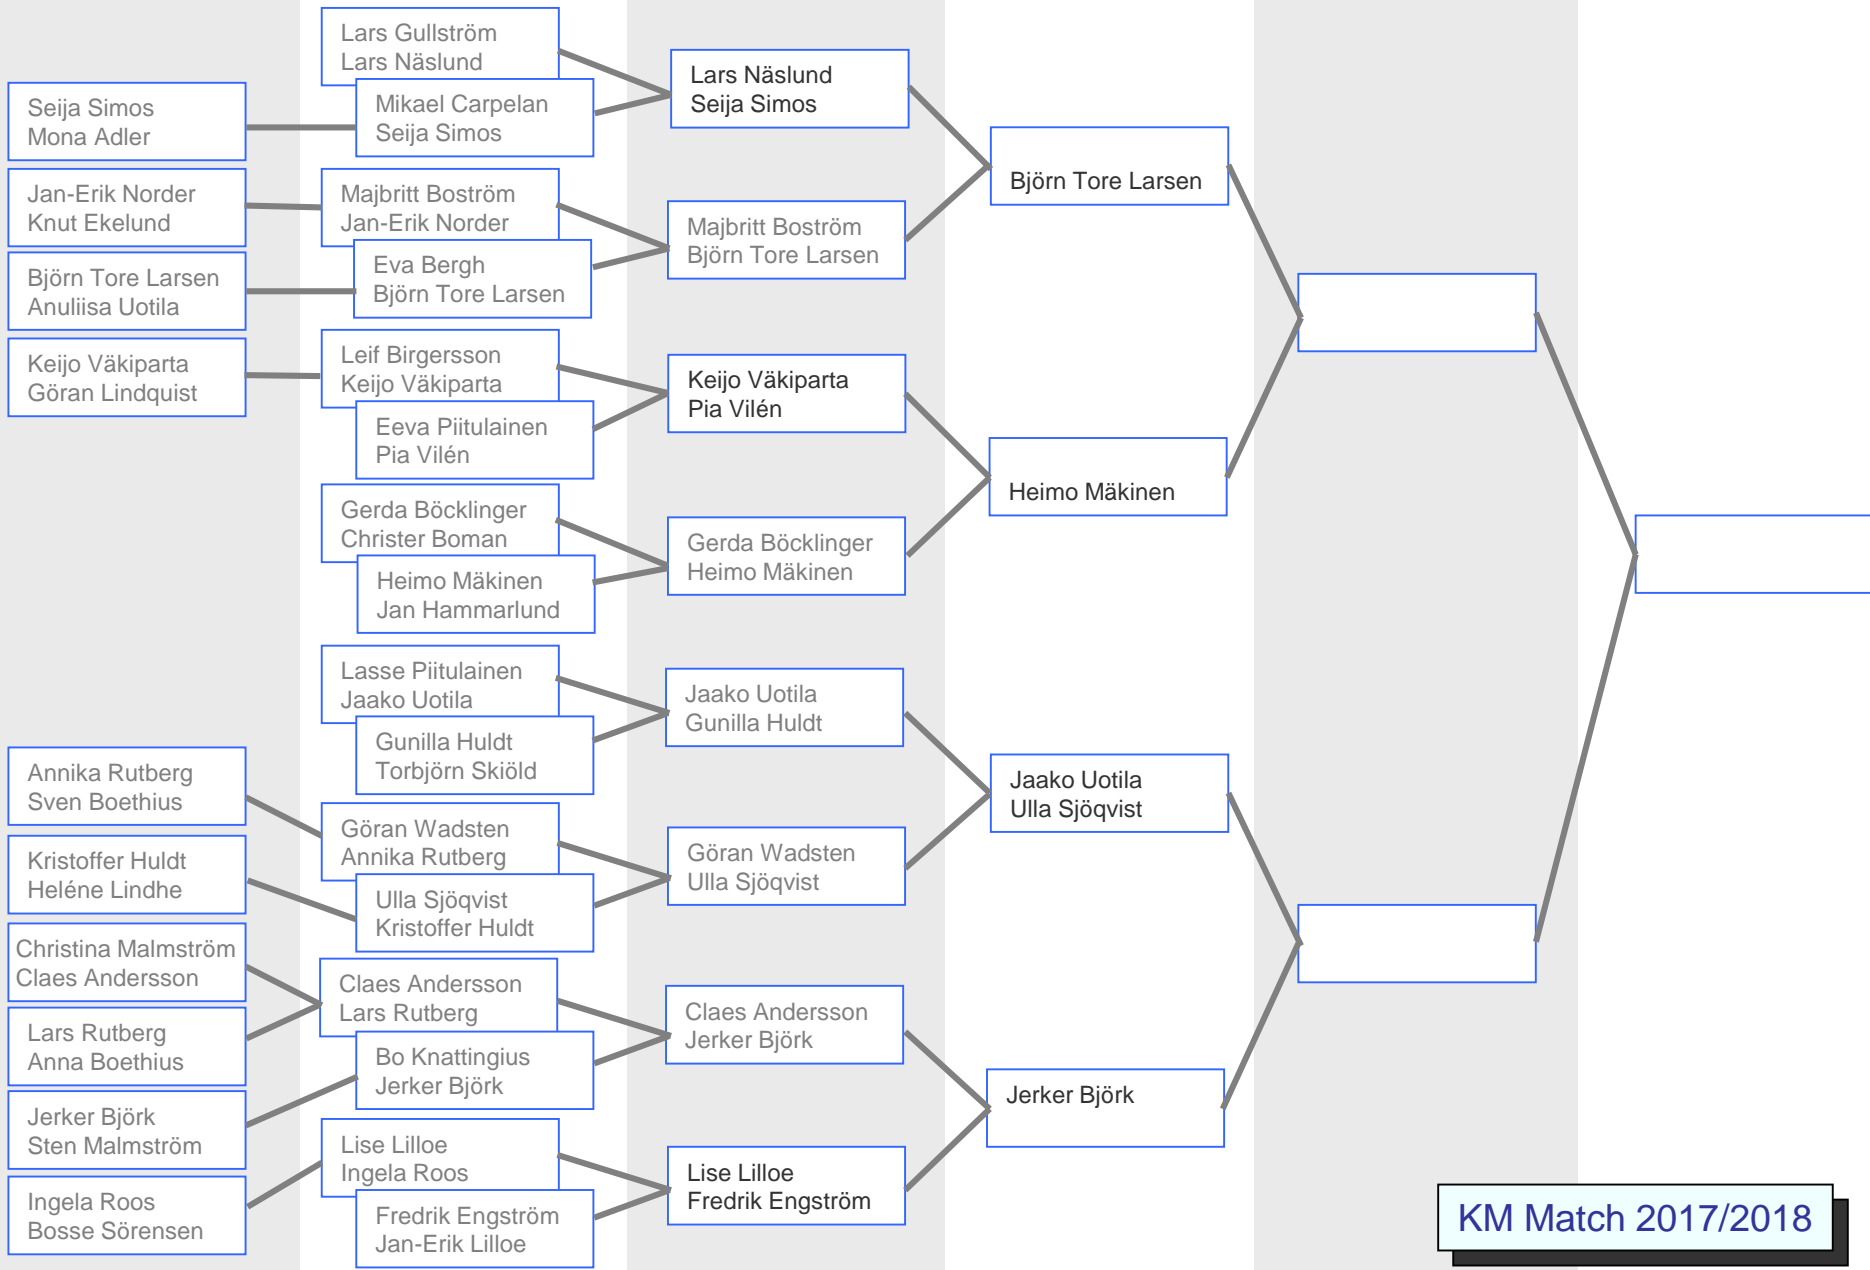 Seija Simos
Mona Adler
Jan-Erik Norder
Knut Ekelund
Björn Tore Larsen
Anuliisa Uotila
Keijo Väkiparta
Göran Lindquist
Annika Rutberg
Sven Boethius
Kristoffer Huldt
Heléne Lindhe
Christina Malmström
Claes Andersson
Lars Rutberg
Anna Boethius
Jerker Björk
Sten Malmström
Ingela Roos
Bosse Sörensen
Lars Gullström
Lars Näslund
Mikael Carpelan
Seija Simos
Majbritt Boström
Jan-Erik Norder
Eva Bergh
Björn Tore Larsen
Leif Birgersson
Keijo Väkiparta
Eeva Piitulainen
Pia Vilén
Gerda Böcklinger
Christer Boman
Heimo Mäkinen
Jan Hammarlund
Lasse Piitulainen
Jaako Uotila
Gunilla Huldt
Torbjörn Skiöld
Göran Wadsten
Annika Rutberg
Ulla Sjöqvist
Kristoffer Huldt
Claes Andersson
Lars Rutberg
Bo Knattingius
Jerker Björk
Lise Lilloe
Ingela Roos
Fredrik Engström
Jan-Erik Lilloe
Lars Näslund
Seija Simos
Majbritt Boström
Björn Tore Larsen
Keijo Väkiparta
Pia Vilén
Gerda Böcklinger
Heimo Mäkinen
Jaako Uotila
Gunilla Huldt
Göran Wadsten
Ulla Sjöqvist
Claes Andersson
Jerker Björk
Lise Lilloe
Fredrik Engström
Björn Tore Larsen
Heimo Mäkinen
Jaako Uotila
Ulla Sjöqvist
Jerker Björk
KM Match 2017/2018